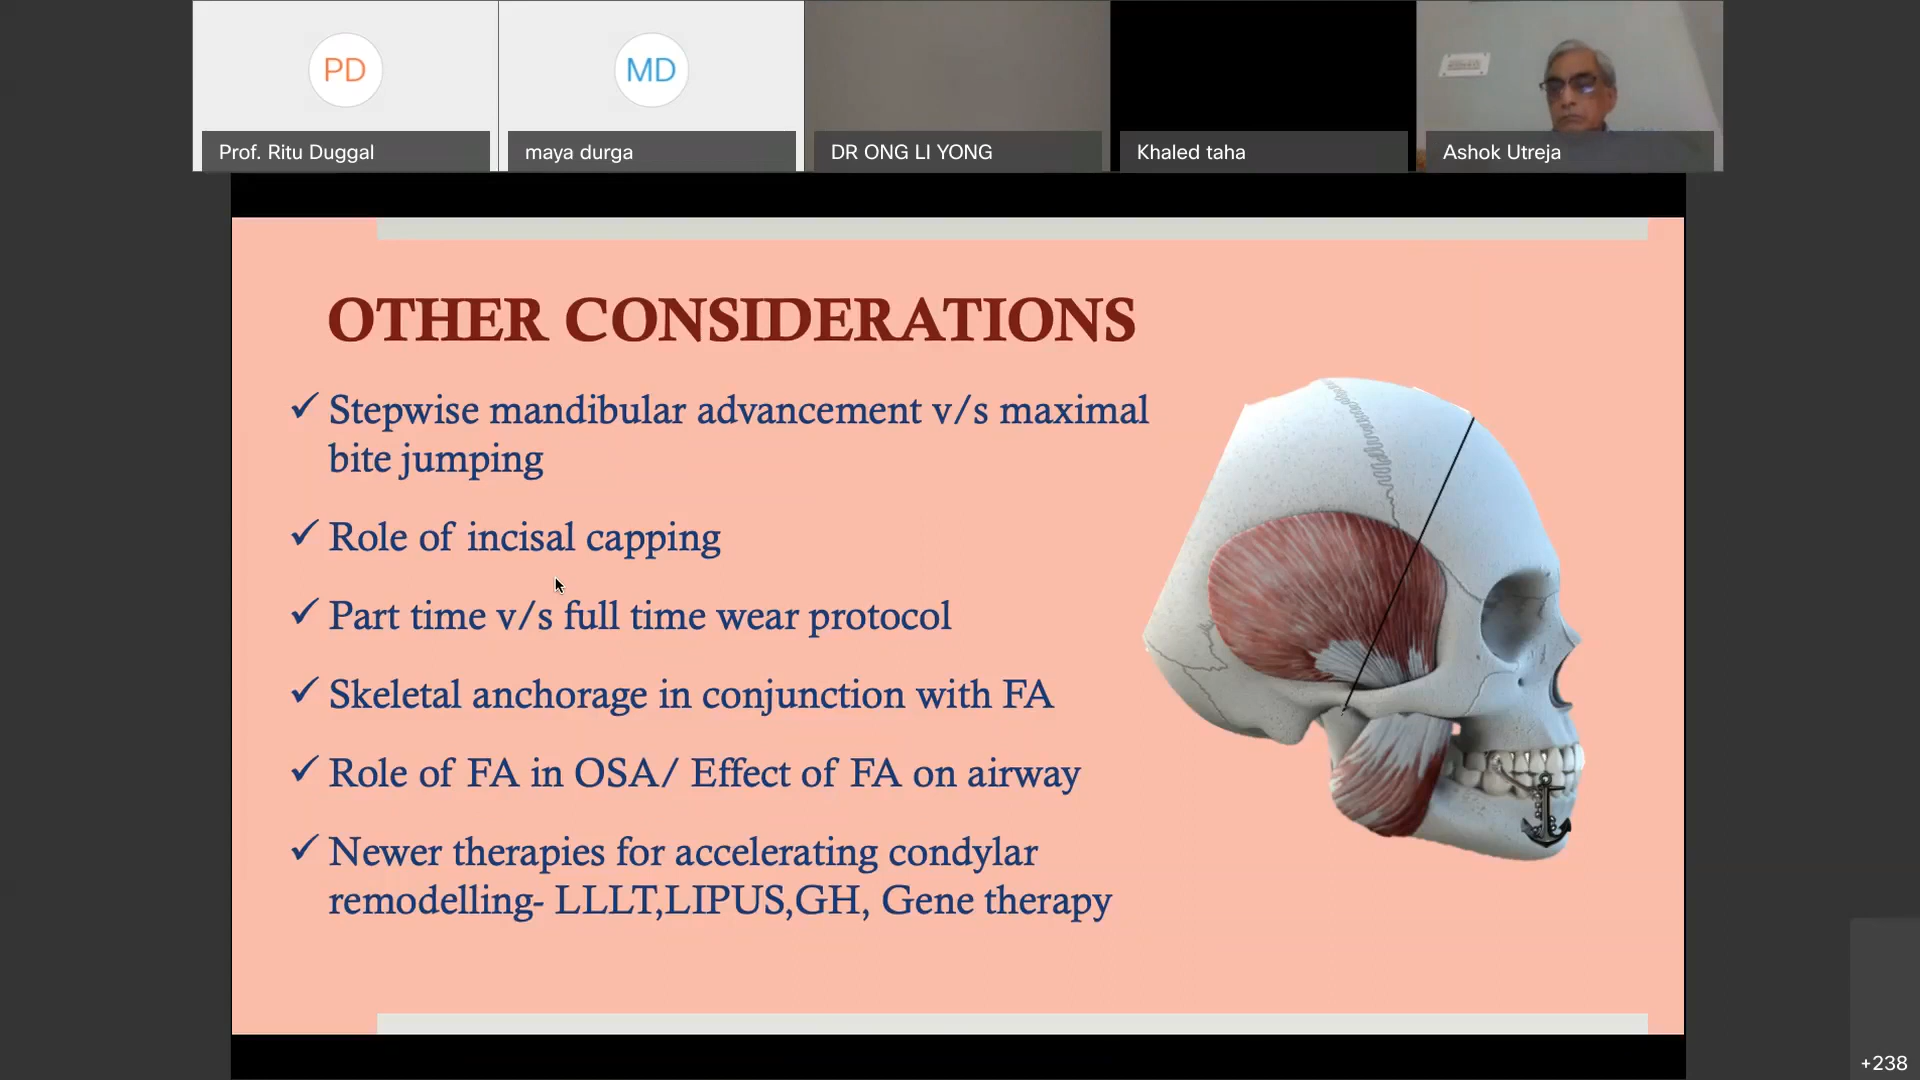 PD
MD
Prof. Ritu Duggal
maya durga
DR ONG LI YONG
Khaled taha
Ashok Utreja
OTHER CONSIDERATIONS
✓ Stepwise mandibular advancement v/s maximal
bite jumping
✓ Role of incisal capping
✓ Part time v/s full time wear protocol
✓ Skeletal anchorage in conjunction with FA
✓ Role of FA in OSA/ Effect of FA on airway
✓ Newer therapies for accelerating condylar
remodelling- LLLT,LIPUS,GH, Gene therapy
+238